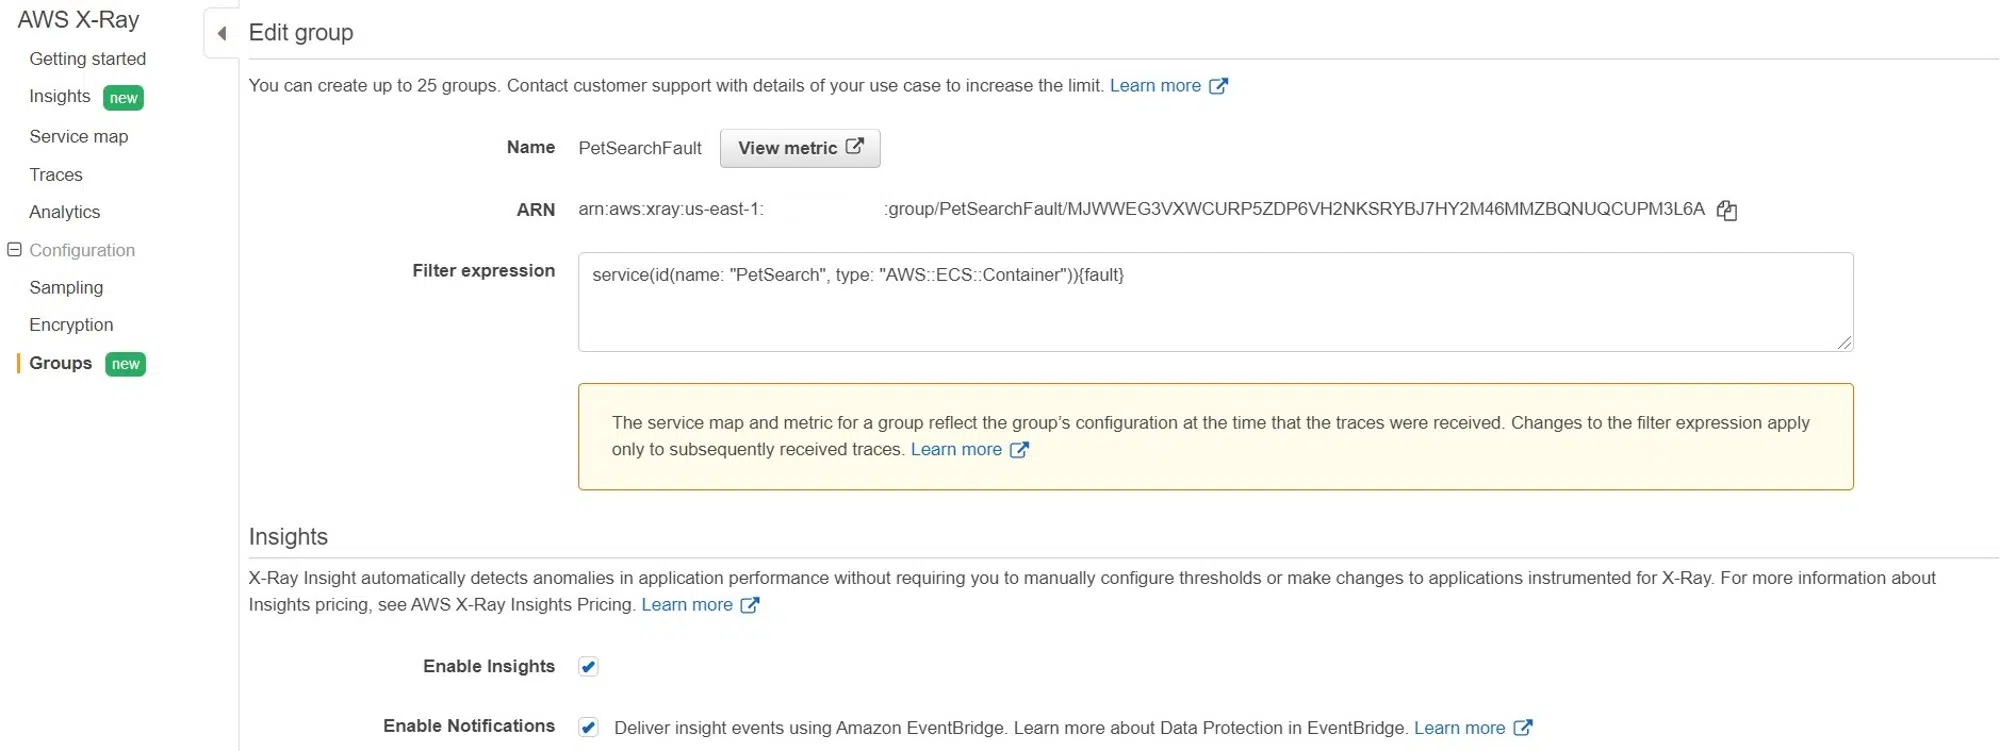 AWS X-Ray
Getting started
Insights new
Service map
Traces
Analytics
Configuration
Sampling
Encryption
Groups new
Edit group
You can create up to 25 groups. Contact customer support with details of your use case to increase the limit. Learn more
Name PetSearchFault View metric
ARN arn:aws:xray:us-east-1: :group/PetSearchFault/MJWWEG3VXWCURP5ZDP6VH2NKSRYBJ7HY2M46MMZBQNUQCUPM3L6A
Filter expression service(id(name: "PetSearch", type: "AWS::ECS::Container")){fault}
The service map and metric for a group reflect the group's configuration at the time that the traces were received. Changes to the filter expression apply
only to subsequently received traces. Learn more
Insights
X-Ray Insight automatically detects anomalies in application performance without requiring you to manually configure thresholds or make changes to applications instrumented for X-Ray. For more information about
Insights pricing, see AWS X-Ray Insights Pricing. Learn more
Enable Insights
Enable Notifications Deliver insight events using Amazon EventBridge. Learn more about Data Protection in EventBridge. Learn more